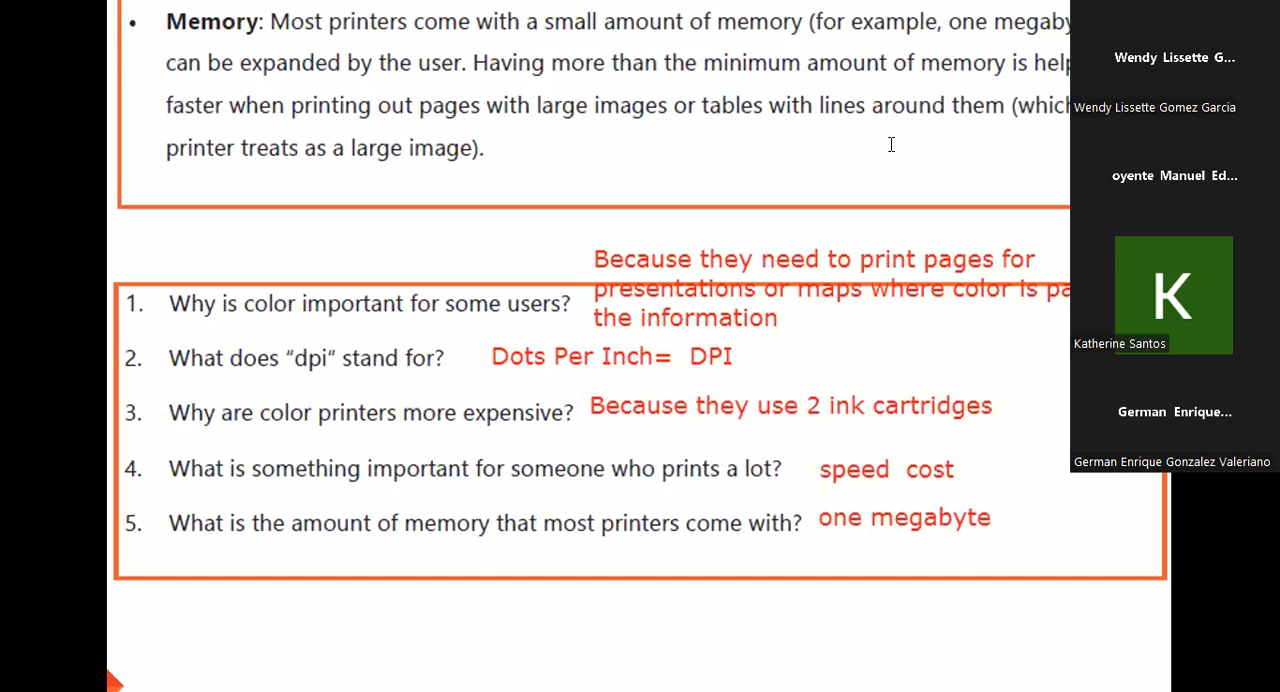 • Memory: Most printers come with a small amount of memory (for example, one megaby
can be expanded by the user. Having more than the minimum amount of memory is help
faster when printing out pages with large images or tables with lines around them (which
printer treats as a large image).
Because they need to print pages for
presentations or maps where color is pa
the information
1. Why is color important for some users?
2. What does “dpi” stand for? Dots Per Inch= DPI
3. Why are color printers more expensive? Because they use 2 ink cartridges
4. What is something important for someone who prints a lot? speed cost
5. What is the amount of memory that most printers come with? one megabyte
Wendy Lissette G...
Wendy Lissette Gomez Garcia
oyente Manuel Ed...
K
Katherine Santos
German Enrique...
German Enrique Gonzalez Valeriano